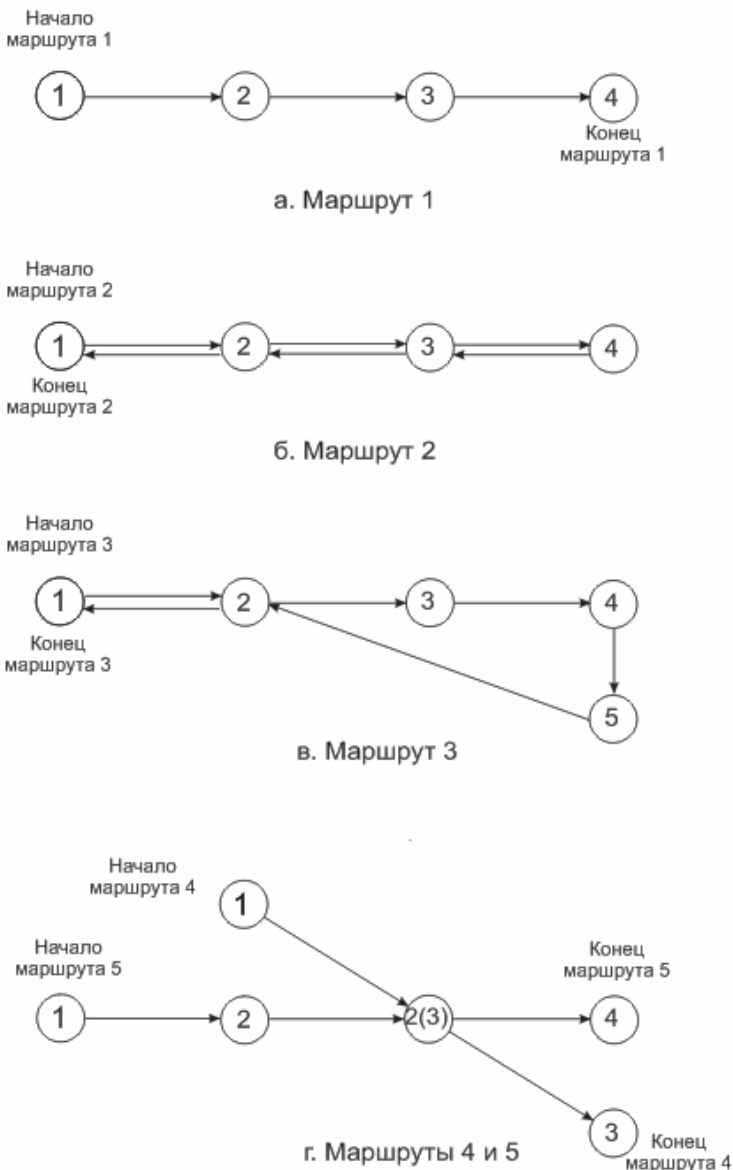 Начало
маршрута 1
1
2
3
4
Конец
маршрута 1
а. Маршрут 1
Начало
маршрута 2
1
2
3
4
Конец
маршрута 2
б. Маршрут 2
Начало
маршрута 3
1
2
3
4
Конец
маршрута 3
5
в. Маршрут 3
Начало
маршрута 4
1
Начало
маршрута 5
Конец
маршрута 5
1
2
2(3)
4
3
Конец
маршрута 4
г. Маршруты 4 и 5